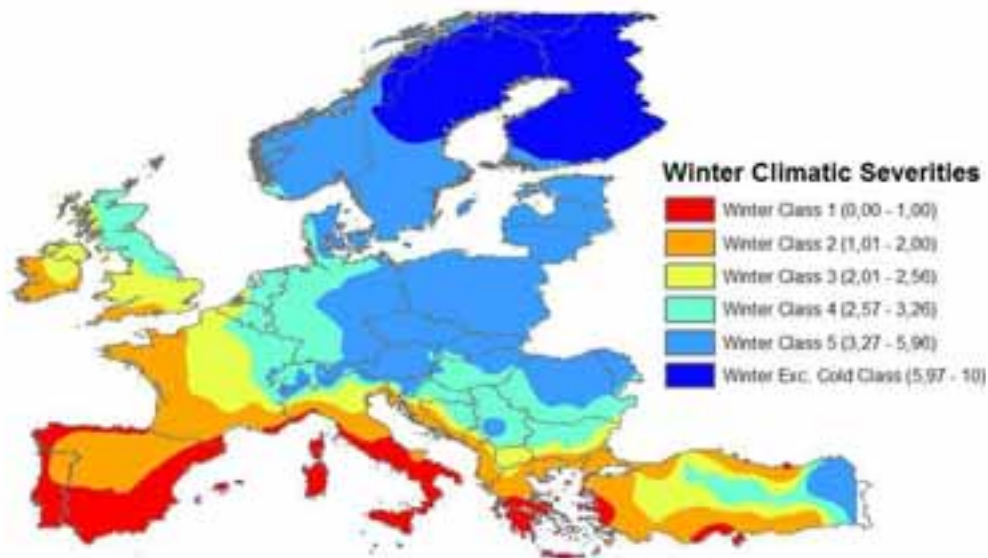 Winter Climatic Severities
Winter Class 1 (0,00 - 1,00)
Winter Class 2 (1,01 - 2,00)
Winter Class 3 (2,01 - 2,56)
Winter Class 4 (2,57 - 3,26)
Winter Class 5 (3,27 - 5,96)
Winter Exc. Cold Class (5,97 - 10)